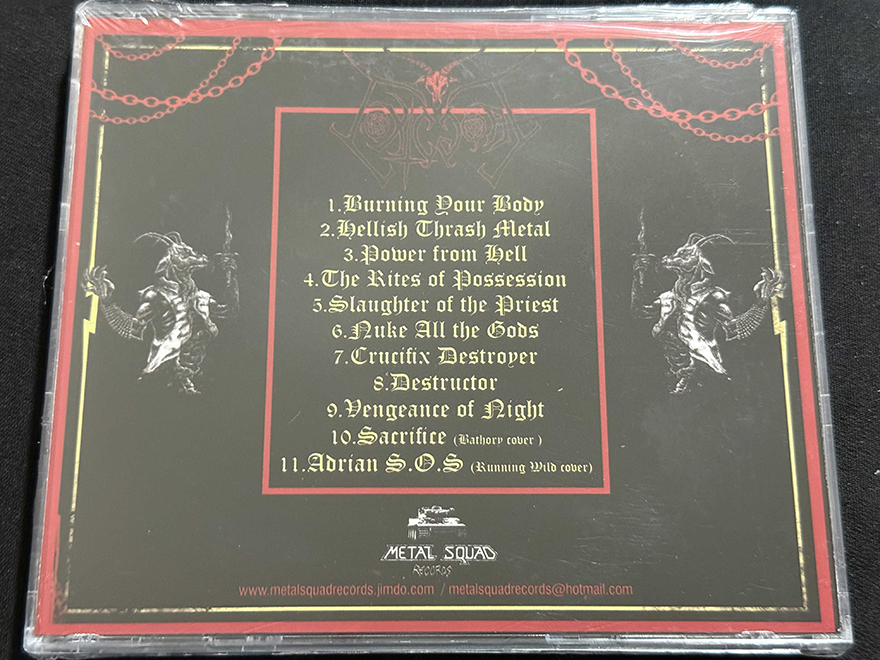 1.Burning Your Body
2.Hellish Thrash Metal
3.Power from Hell
4.The Rites of Possession
5.Slaughter of the Priest
6.Nuke All the Gods
7.Crucifix Destroyer
8.Destructor
9.Vengeance of Night
10.Sacrifice (Bathory cover )
11.Adrian S.O.S (Running Wild cover)
METAL SQUAD
RECORDS
www.metalsquadrecords.jimdo.com / metalsquadrecords@hotmail.com